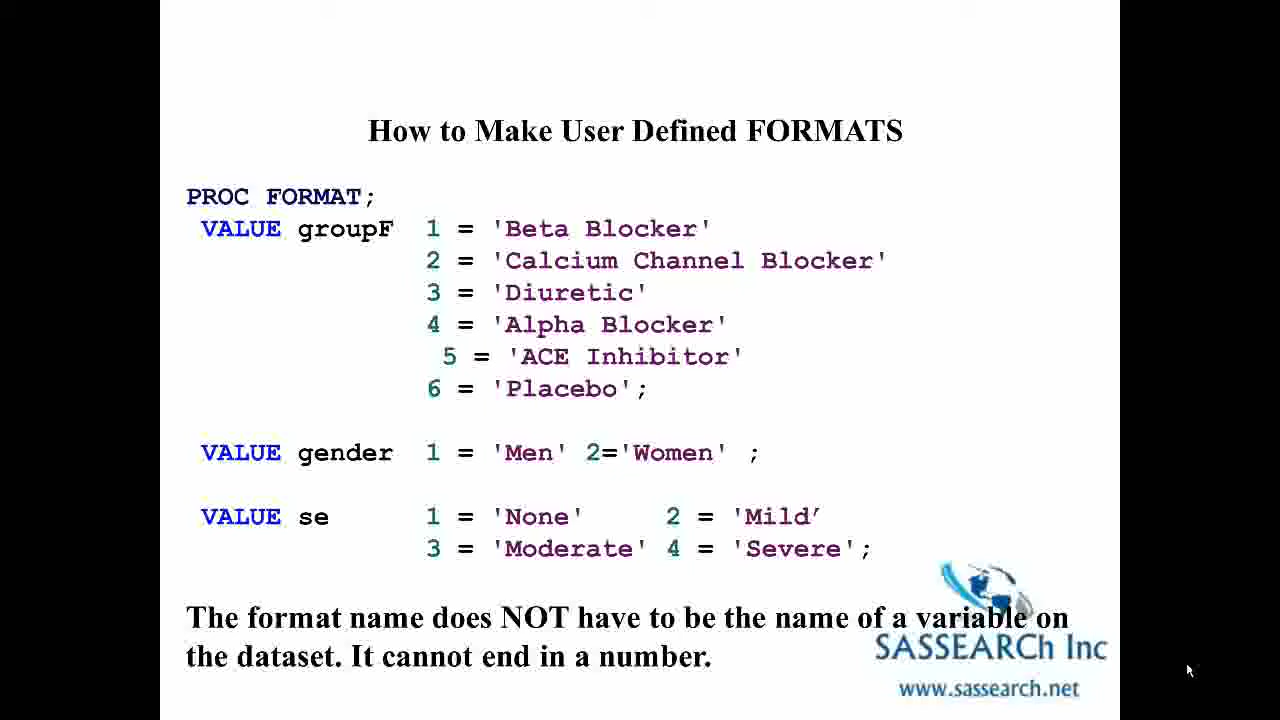 How to Make User Defined FORMATS
PROC FORMAT;
VALUE groupF 1 = 'Beta Blocker'
2 = 'Calcium Channel Blocker'
3 = 'Diuretic'
4 = 'Alpha Blocker'
5 = 'ACE Inhibitor'
6 = 'Placebo';
VALUE gender 1 = 'Men' 2='Women' ;
VALUE se 1 = 'None' 2 = 'Mild’
3 = 'Moderate' 4 = 'Severe';
The format name does NOT have to be the name of a variable on
the dataset. It cannot end in a number.
SASSEARCh Inc
www.sassearch.net